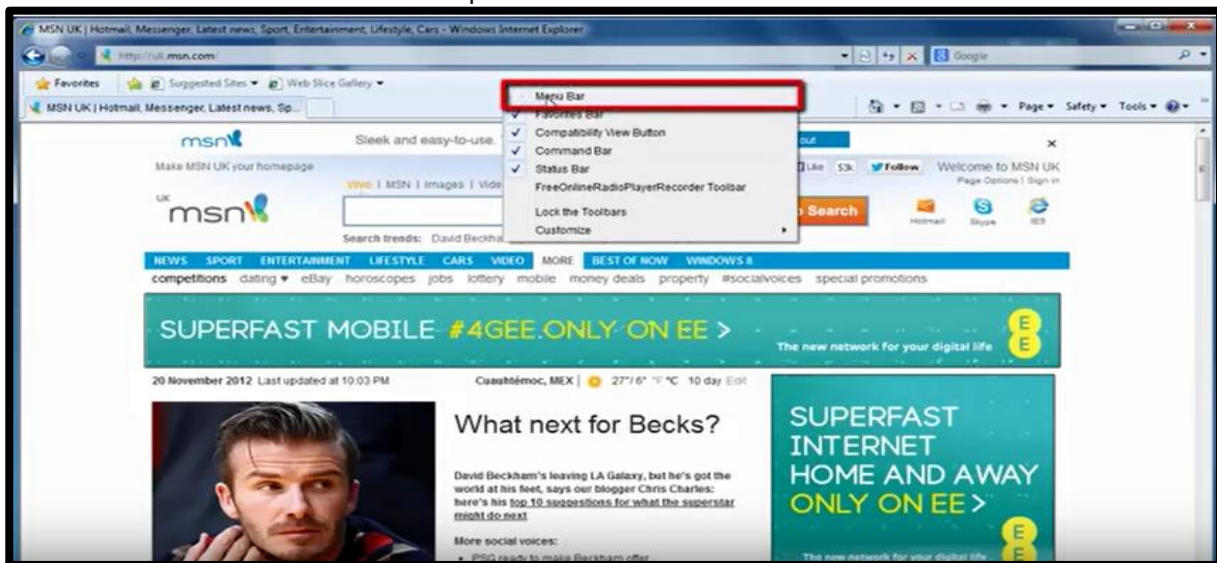 MSN UK | Hotmail, Messenger, Latest news, Sport, Entertainment, Lifestyle, Cars - Windows Internet Explorer
http://uk.msn.com
Google
Favorites Suggested Sites Web Slice Gallery
MSN UK | Hotmail, Messenger, Latest news, Sp...
Page Safety Tools
Menu Bar
Favorites Bar
Compatibility View Button
Command Bar
Status Bar
FreeOnlineRadioPlayerRecorder Toolbar
Lock the Toolbars
Customize
msn
Sleek and easy-to-use.
out
Make MSN UK your homepage
Like 53k Follow Welcome to MSN UK
Page Options | Sign in
Web | MSN | Images | Vide
UK
msn
Search
Hotmail Skype IE9
Search trends: David Beckha
NEWS SPORT ENTERTAINMENT LIFESTYLE CARS VIDEO MORE BEST OF NOW WINDOWS 8
competitions dating eBay horoscopes jobs lottery mobile money deals property #socialvoices special promotions
SUPERFAST MOBILE #4GEE.ONLY ON EE >
The new network for your digital life
EE
20 November 2012 Last updated at 10:03 PM
Cuauhtémoc, MEX | 27°/6° °F °C 10 day Edit
What next for Becks?
David Beckham's leaving LA Galaxy, but he's got the
world at his feet, says our blogger Chris Charles:
here's his top 10 suggestions for what the superstar
might do next
More social voices:
• PSG ready to make Beckham offer
SUPERFAST
INTERNET
HOME AND AWAY
ONLY ON EE >
The new network for your digital life
EE